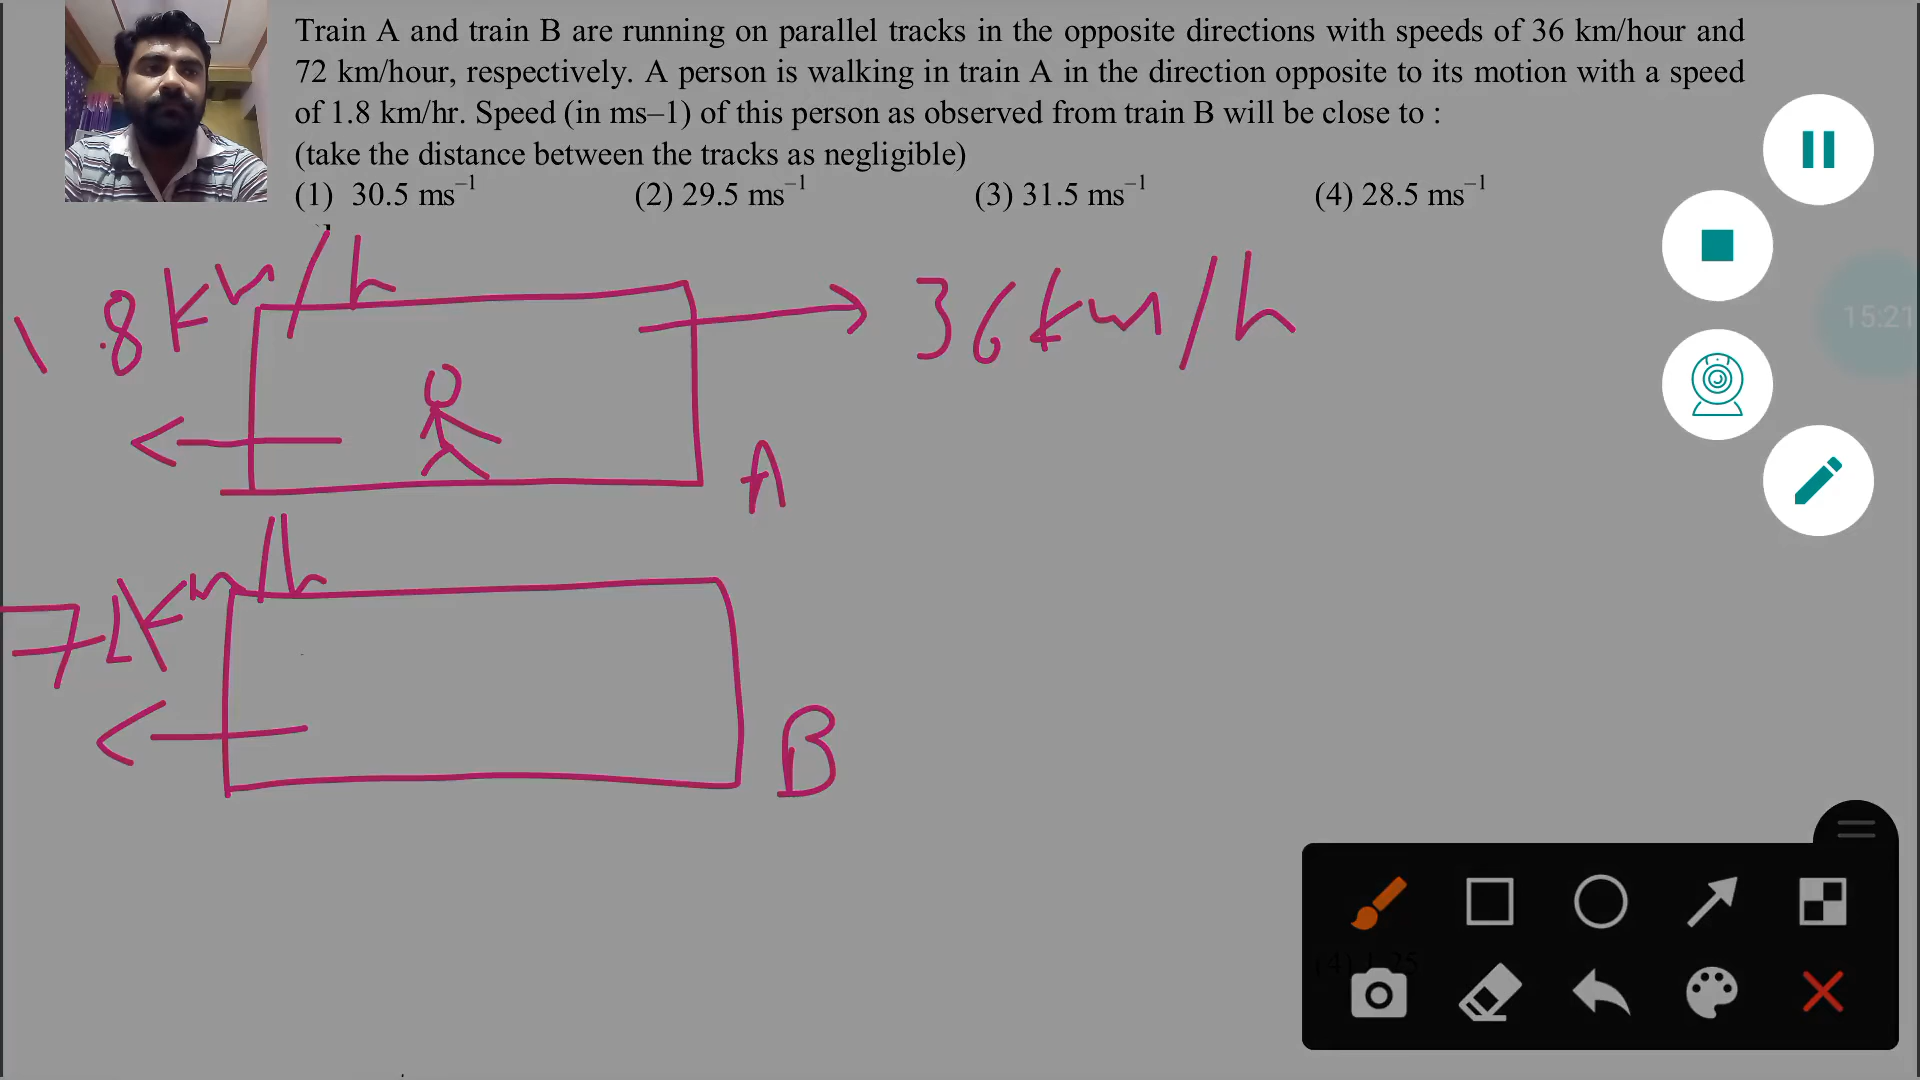 Train A and train B are running on parallel tracks in the opposite directions with speeds of 36 km/hour and
72 km/hour, respectively. A person is walking in train A in the direction opposite to its motion with a speed
of 1.8 km/hr. Speed (in ms–1) of this person as observed from train B will be close to :
(take the distance between the tracks as negligible)
(1) 30.5 ms⁻¹ (2) 29.5 ms⁻¹ (3) 31.5 ms⁻¹ (4) 28.5 ms⁻¹
1.8 km/h
36 km/h
15:21
A
72 km/h
B
(4) 1.25